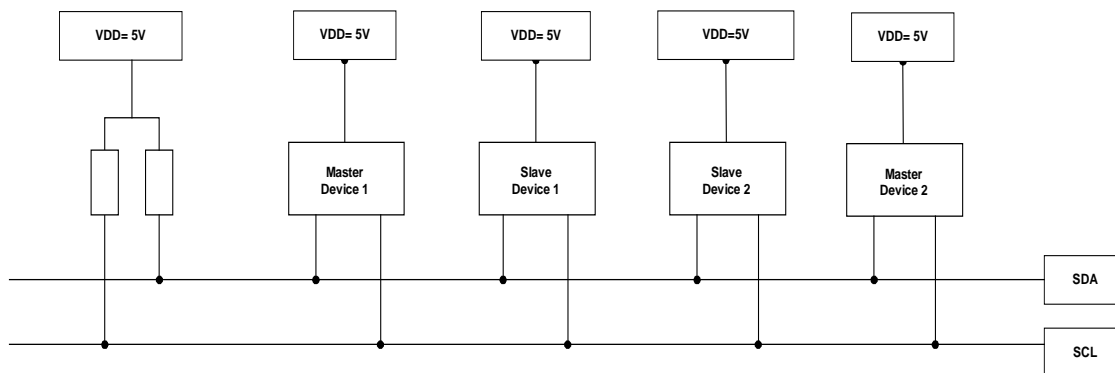 VDD= 5V
VDD= 5V
VDD= 5V
VDD=5V
VDD= 5V
Master
Device 1
Slave
Device 1
Slave
Device 2
Master
Device 2
SDA
SCL